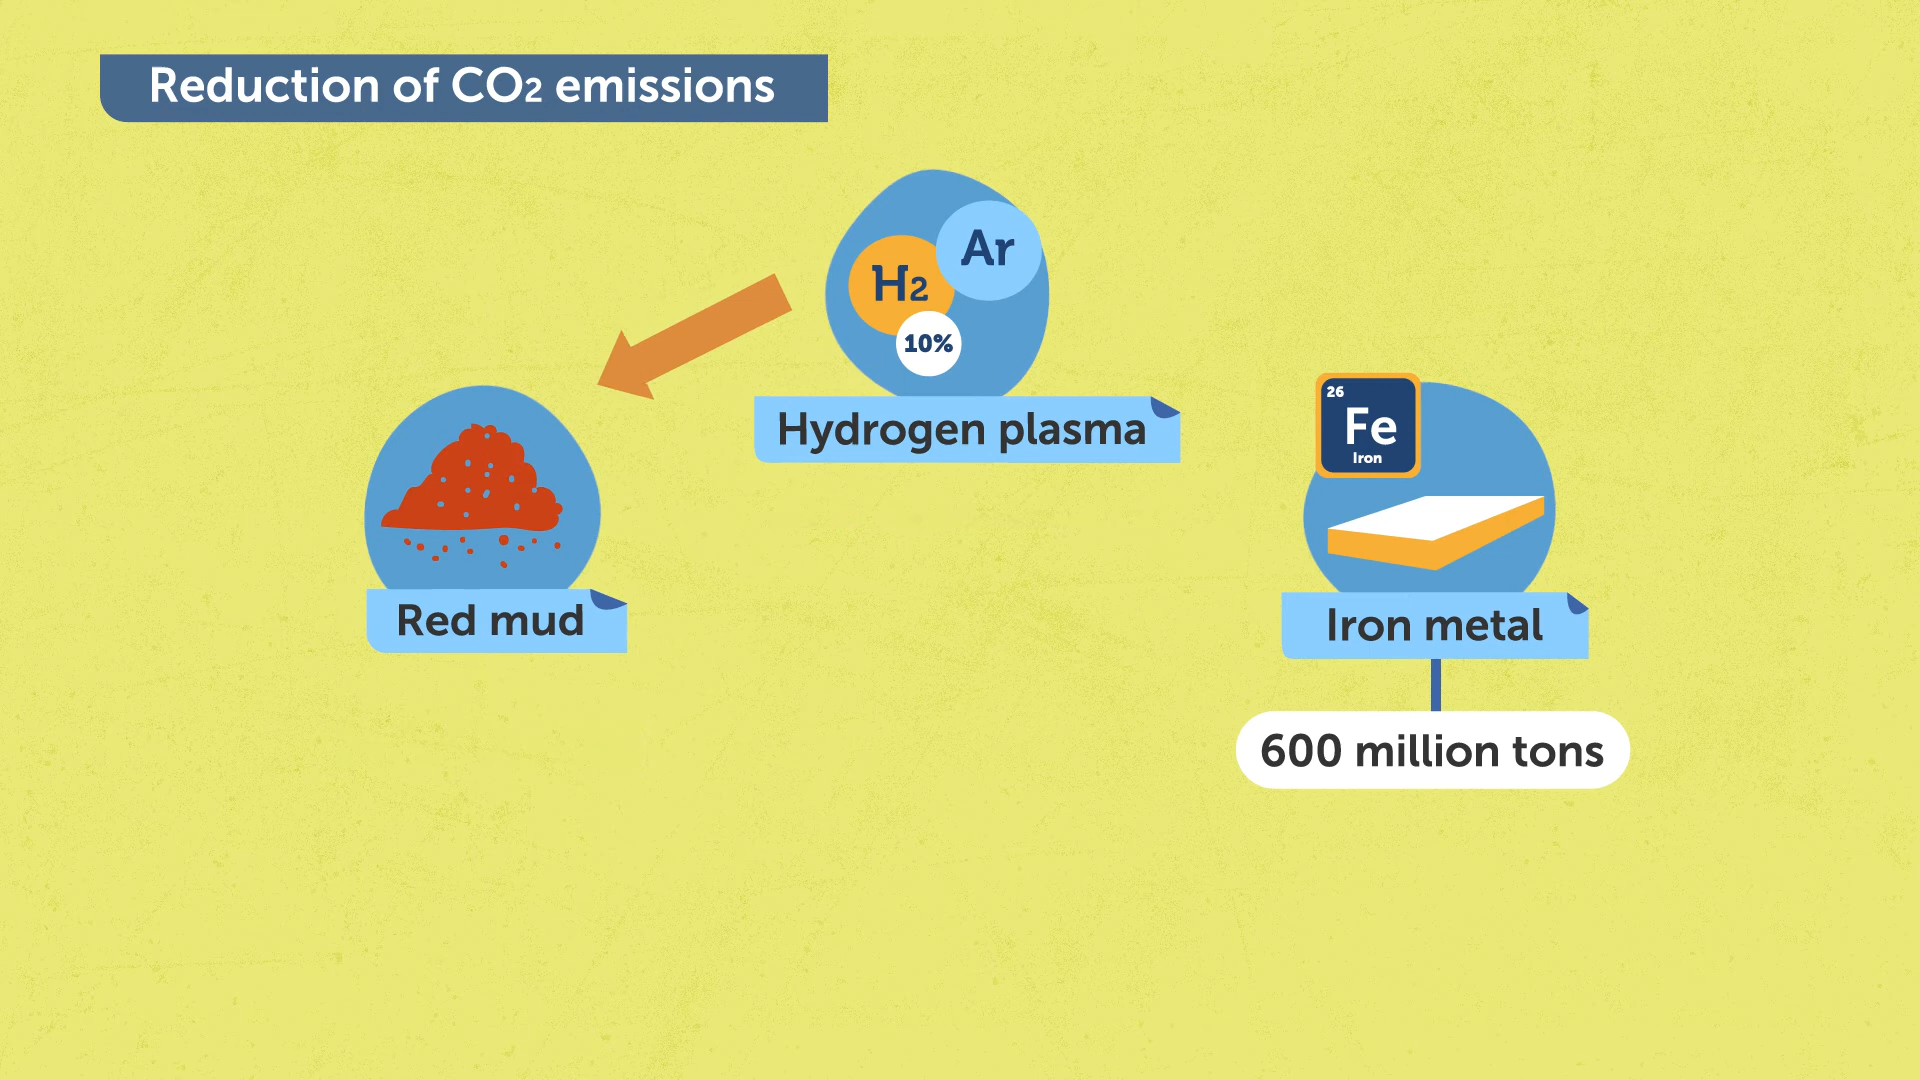 Reduction of CO2 emissions
Ar
H2
10%
Hydrogen plasma
26
Fe
Iron
Red mud
Iron metal
600 million tons